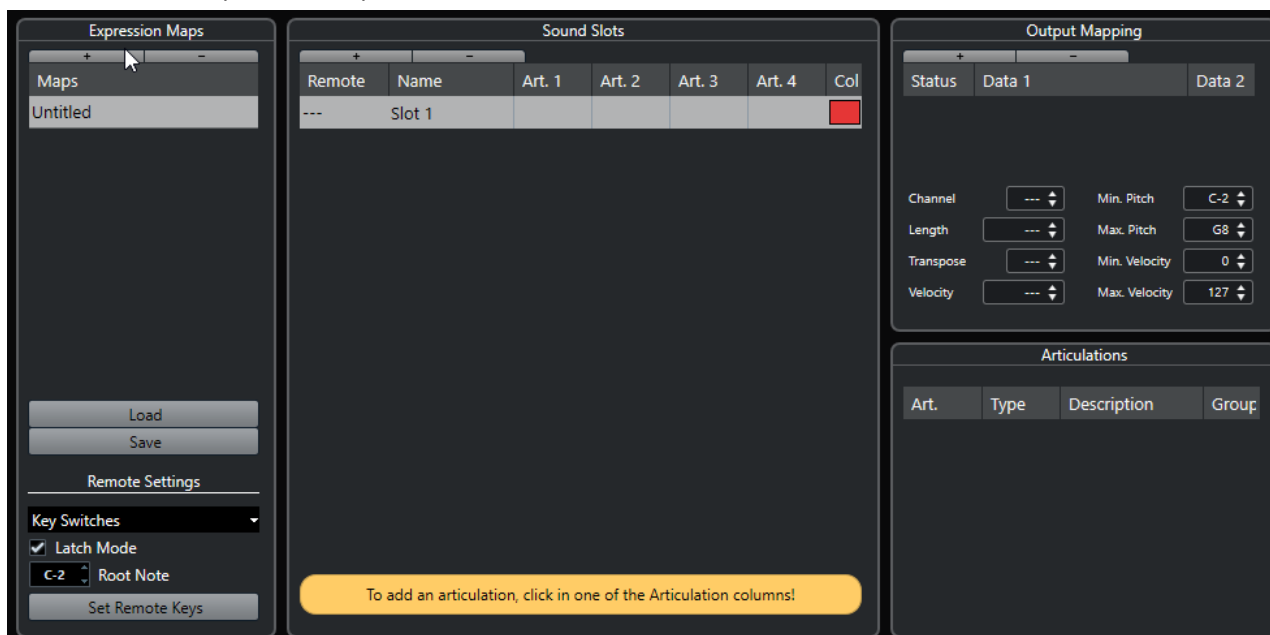 Expression Maps
+ -
Maps
Untitled
Load
Save
Remote Settings
Key Switches
Latch Mode
C-2 Root Note
Set Remote Keys
Sound Slots
+ -
Remote Name Art. 1 Art. 2 Art. 3 Art. 4 Col
--- Slot 1
To add an articulation, click in one of the Articulation columns!
Output Mapping
+ -
Status Data 1 Data 2
Channel --- Min. Pitch C-2
Length --- Max. Pitch G8
Transpose --- Min. Velocity 0
Velocity --- Max. Velocity 127
Articulations
Art. Type Description Group